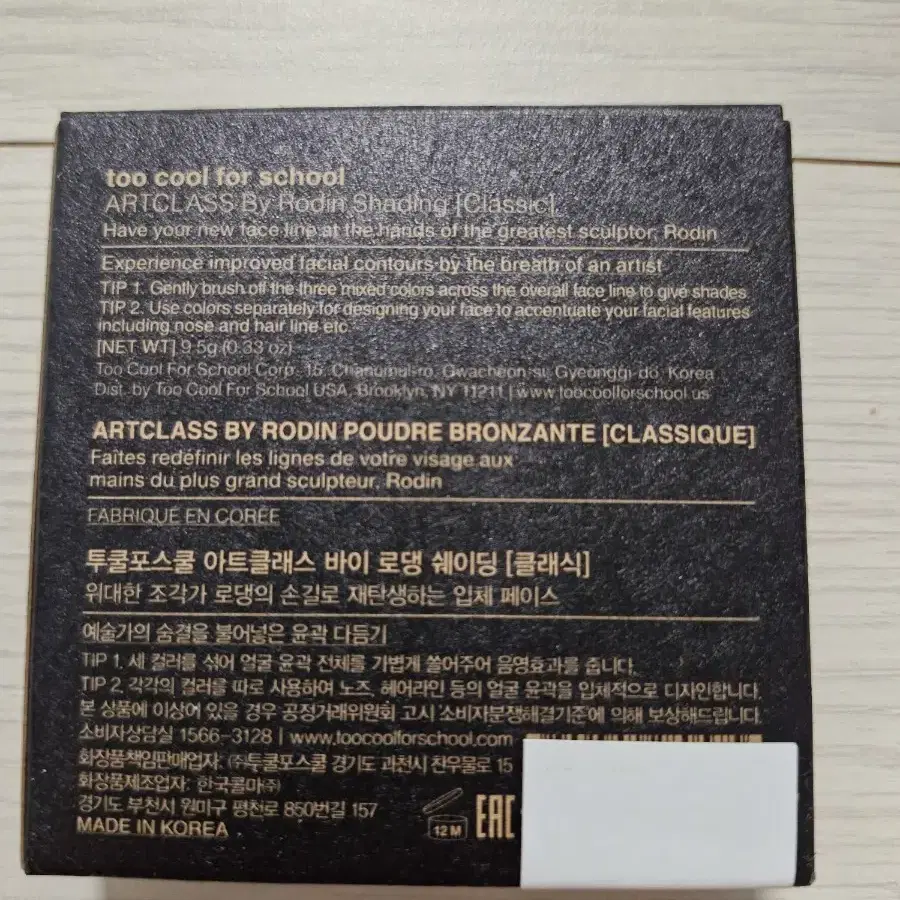 too cool for school
ARTCLASS By Rodin Shading [Classic]
Have your new face line at the hands of the greatest sculptor, Rodin
Experience improved facial contours by the breath of an artist
TIP 1. Gently brush off the three mixed colors across the overall face line to give shades.
TIP 2. Use colors separately for designing your face to accentuate your facial features
including nose and hair line etc.
[NET WT] 9.5g (0.33 oz)
Too Cool For School Corp. 15, Chanumul-ro, Gwacheon-si, Gyeonggi-do, Korea
Dist. by Too Cool For School USA, Brooklyn, NY 11211 | www.toocoolforschool.us
ARTCLASS BY RODIN POUDRE BRONZANTE [CLASSIQUE]
Faites redéfinir les lignes de votre visage aux
mains du plus grand sculpteur, Rodin
FABRIQUÉ EN CORÉE
투쿨포스쿨 아트클래스 바이 로댕 쉐이딩 [클래식]
위대한 조각가 로댕의 손길로 재탄생하는 입체 페이스
예술가의 숨결을 불어넣은 윤곽 다듬기
TIP 1. 세 컬러를 섞어 얼굴 윤곽 전체를 가볍게 쓸어주어 음영효과를 줍니다.
TIP 2. 각각의 컬러를 따로 사용하여 노즈, 헤어라인 등의 얼굴 윤곽을 입체적으로 디자인합니다.
본 상품에 이상이 있을 경우 공정거래위원회 고시 소비자분쟁해결기준에 의해 보상해드립니다.
소비자상담실 1566-3128 | www.toocoolforschool.com
화장품책임판매업자: ㈜투쿨포스쿨 경기도 과천시 찬우물로 15
화장품제조업자: 한국콜마㈜
경기도 부천시 원미구 평천로 850번길 157
MADE IN KOREA
12 M
EAC